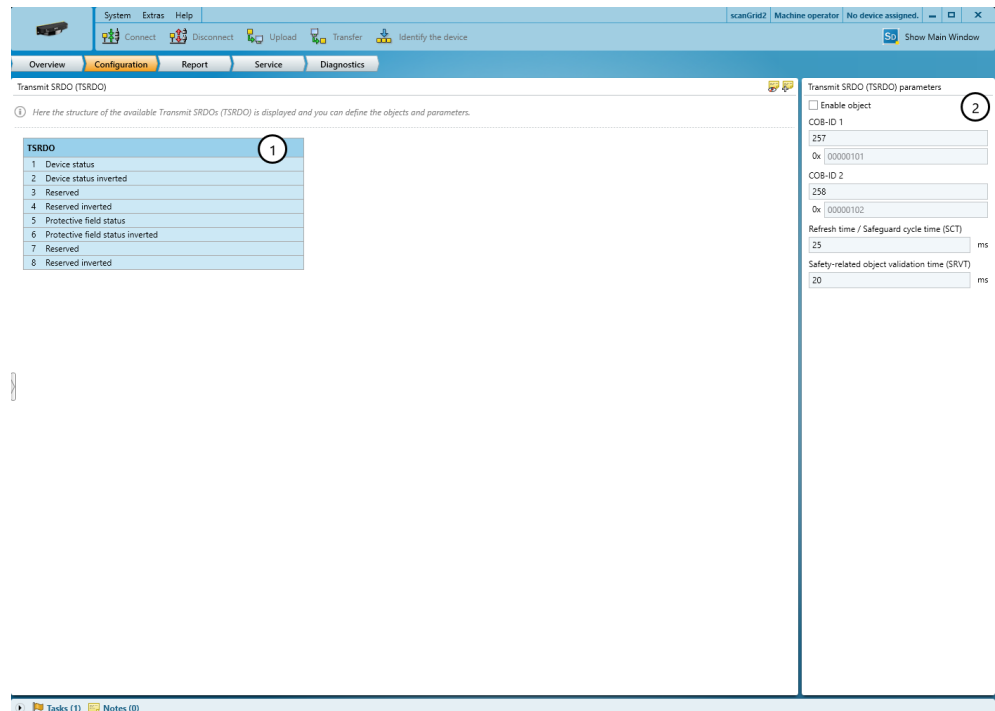 System Extras Help scanGrid2 Machine operator No device assigned.
Connect Disconnect Upload Transfer Identify the device SD Show Main Window
Overview Configuration Report Service Diagnostics
Transmit SRDO (TSRDO)
Here the structure of the available Transmit SRDOs (TSRDO) is displayed and you can define the objects and parameters.
TSRDO 1
1 Device status
2 Device status inverted
3 Reserved
4 Reserved inverted
5 Protective field status
6 Protective field status inverted
7 Reserved
8 Reserved inverted
Transmit SRDO (TSRDO) parameters
Enable object 2
COB-ID 1
257
0x 00000101
COB-ID 2
258
0x 00000102
Refresh time / Safeguard cycle time (SCT)
25 ms
Safety-related object validation time (SRVT)
20 ms
Tasks (1) Notes (0)